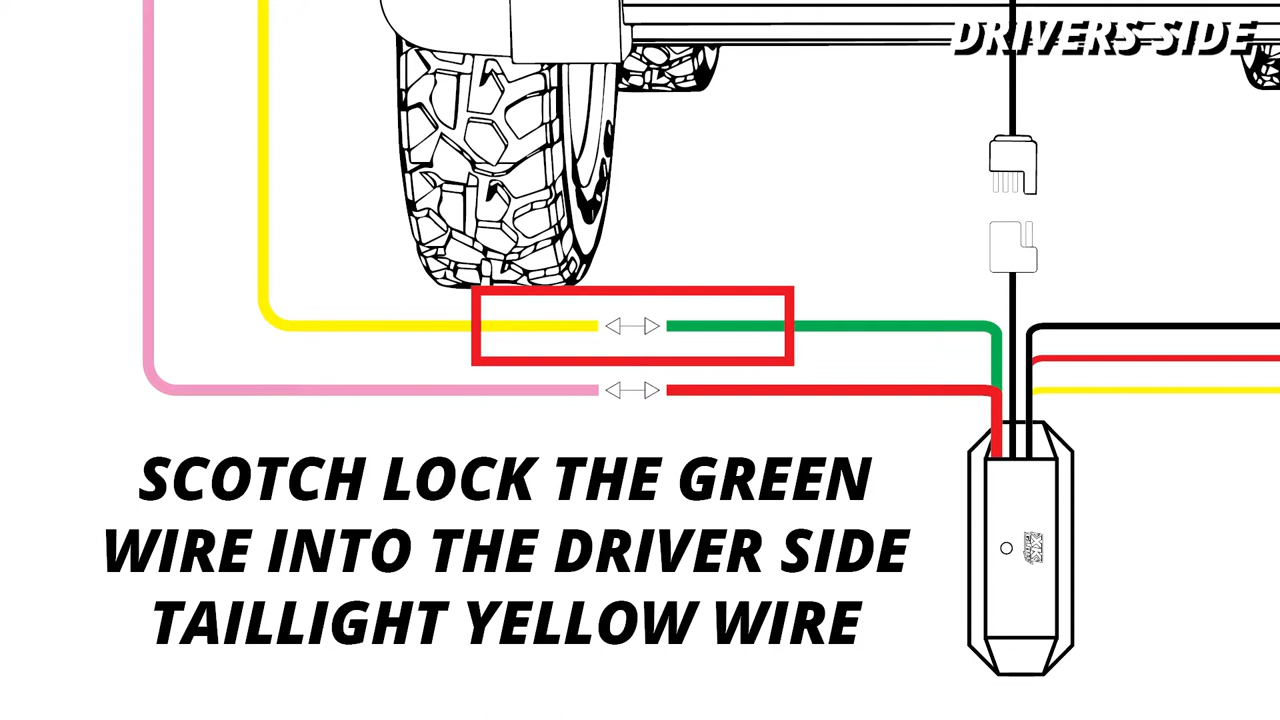 DRIVERS SIDE
SCOTCH LOCK THE GREEN
WIRE INTO THE DRIVER SIDE
TAILLIGHT YELLOW WIRE